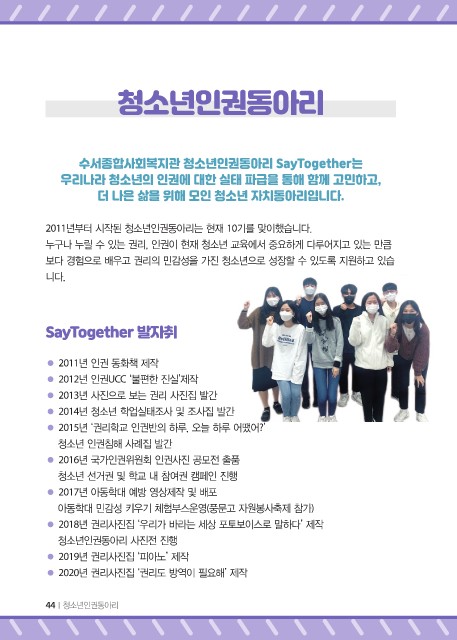 청소년인권동아리
수서종합사회복지관 청소년인권동아리 SayTogether는
우리나라 청소년의 인권에 대한 실태 파급을 통해 함께 고민하고,
더 나은 삶을 위해 모인 청소년 자치동아리입니다.
2011년부터 시작된 청소년인권동아리는 현재 10기를 맞이했습니다.
누구나 누릴 수 있는 권리, 인권이 현재 청소년 교육에서 중요하게 다루어지고 있는 만큼
보다 경험으로 배우고 권리의 민감성을 가진 청소년으로 성장할 수 있도록 지원하고 있습
니다.
SayTogether 발자취
● 2011년 인권 동화책 제작
● 2012년 인권UCC '불편한 진실'제작
● 2013년 사진으로 보는 권리 사진집 발간
● 2014년 청소년 학업실태조사 및 조사집 발간
● 2015년 '권리학교 인권반의 하루, 오늘 하루 어땠어?'
청소년 인권침해 사례집 발간
● 2016년 국가인권위원회 인권사진 공모전 출품
청소년 선거권 및 학교 내 참여권 캠페인 진행
● 2017년 아동학대 예방 영상제작 및 배포
아동학대 민감성 키우기 체험부스운영(풍문고 자원봉사축제 참가)
● 2018년 권리사진집 '우리가 바라는 세상 포토보이스로 말하다' 제작
청소년인권동아리 사진전 진행
● 2019년 권리사진집 '피아노' 제작
● 2020년 권리사진집 '권리도 방역이 필요해' 제작
44 | 청소년인권동아리